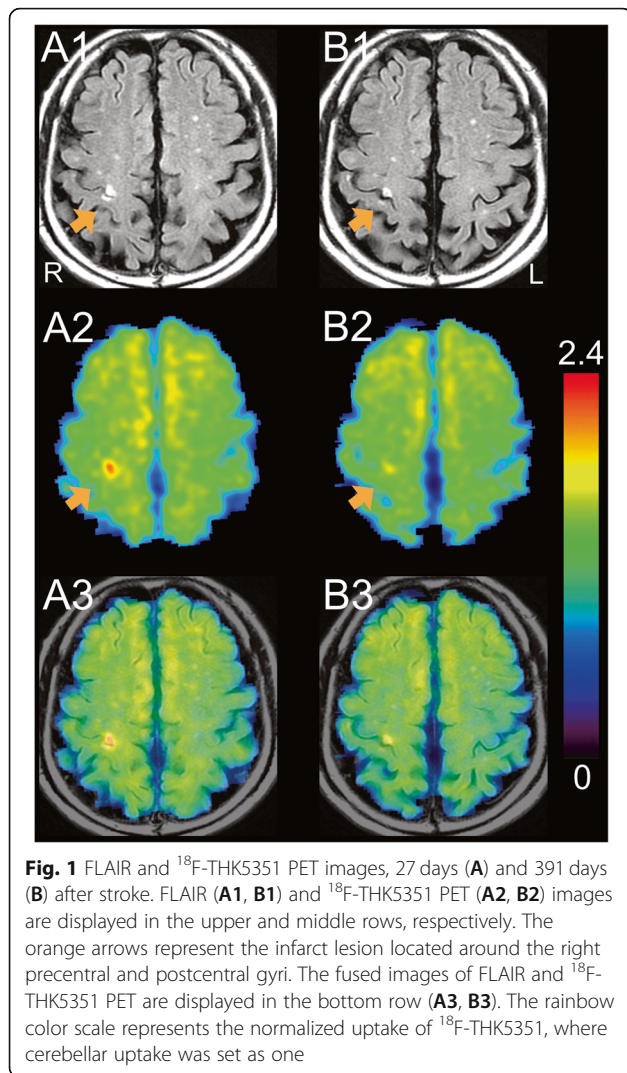 A1 B1
R L
A2 B2
2.4
A3 B3
0
Fig. 1 FLAIR and ¹⁸F-THK5351 PET images, 27 days (A) and 391 days
(B) after stroke. FLAIR (A1, B1) and ¹⁸F-THK5351 PET (A2, B2) images
are displayed in the upper and middle rows, respectively. The
orange arrows represent the infarct lesion located around the right
precentral and postcentral gyri. The fused images of FLAIR and ¹⁸F-
THK5351 PET are displayed in the bottom row (A3, B3). The rainbow
color scale represents the normalized uptake of ¹⁸F-THK5351, where
cerebellar uptake was set as one